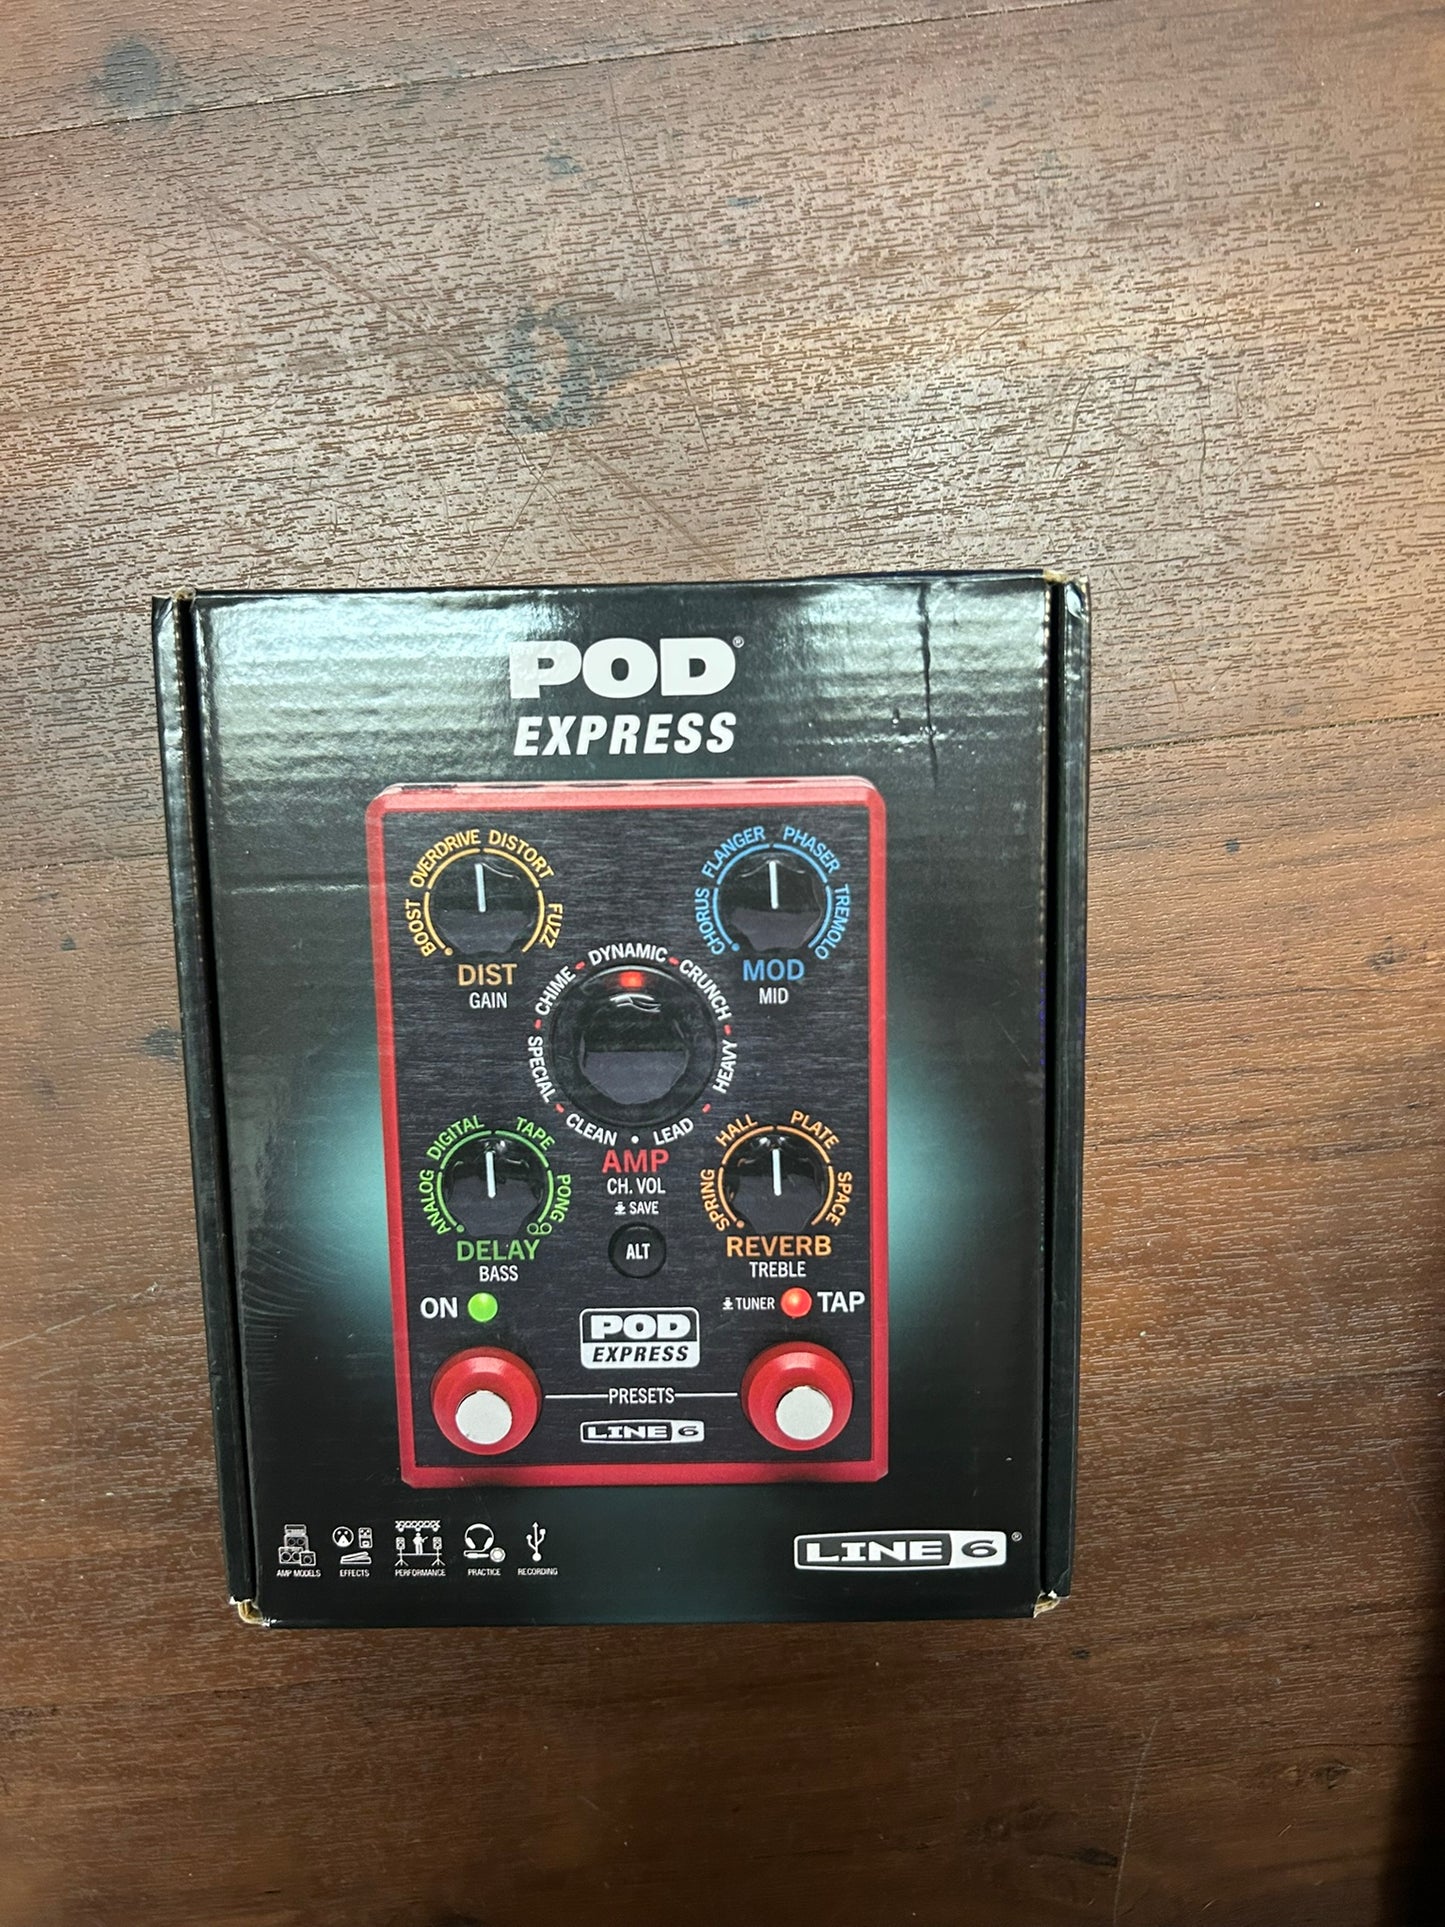 POD®
EXPRESS
BOOST OVERDRIVE DISTORT FUZZ
DIST
GAIN
CHORUS FLANGER PHASER TREMOLO
MOD
MID
CLEAN SPECIAL CHIME DYNAMIC CRUNCH HEAVY LEAD
AMP
CH. VOL
SAVE
ALT
ANALOG DIGITAL TAPE PONG
DELAY
BASS
SPRING HALL PLATE SPACE
REVERB
TREBLE
ON
TUNER TAP
POD
EXPRESS
PRESETS
LINE 6
AMP MODELS EFFECTS PERFORMANCE PRACTICE RECORDING
LINE 6®